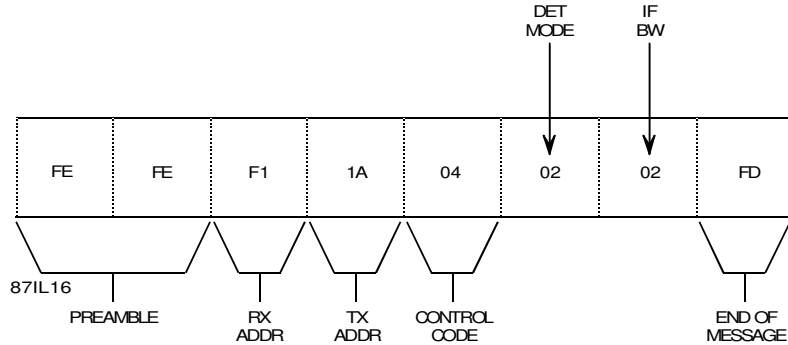 DET
MODE
IF
BW
FE FE F1 1A 04 02 02 FD
87IL16
PREAMBLE
RX
ADDR
TX
ADDR
CONTROL
CODE
END OF
MESSAGE